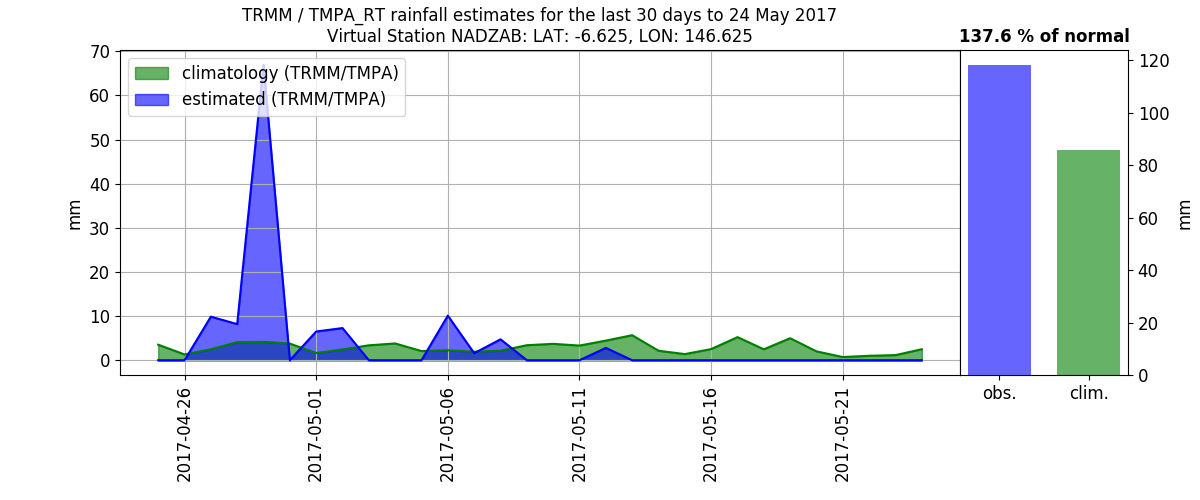 TRMM / TMPA_RT rainfall estimates for the last 30 days to 24 May 2017
Virtual Station NADZAB: LAT: -6.625, LON: 146.625
137.6 % of normal
climatology (TRMM/TMPA)
estimated (TRMM/TMPA)
mm
70
60
50
40
30
20
10
0
2017-04-26
2017-05-01
2017-05-06
2017-05-11
2017-05-16
2017-05-21
120
100
80
60
40
20
0
mm
obs.
clim.